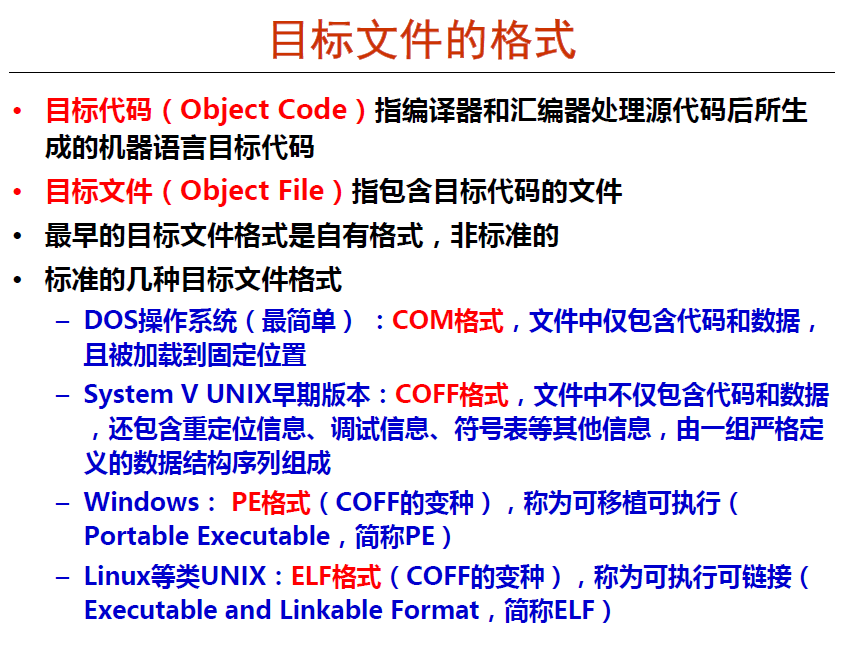 目标文件的格式
• 目标代码（Object Code）指编译器和汇编器处理源代码后所生
成的机器语言目标代码
• 目标文件（Object File）指包含目标代码的文件
• 最早的目标文件格式是自有格式，非标准的
• 标准的几种目标文件格式
– DOS操作系统（最简单） ：COM格式，文件中仅包含代码和数据，
且被加载到固定位置
– System V UNIX早期版本：COFF格式，文件中不仅包含代码和数据
，还包含重定位信息、调试信息、符号表等其他信息，由一组严格定
义的数据结构序列组成
– Windows： PE格式（COFF的变种），称为可移植可执行（
Portable Executable，简称PE）
– Linux等类UNIX：ELF格式（COFF的变种），称为可执行可链接（
Executable and Linkable Format，简称ELF）